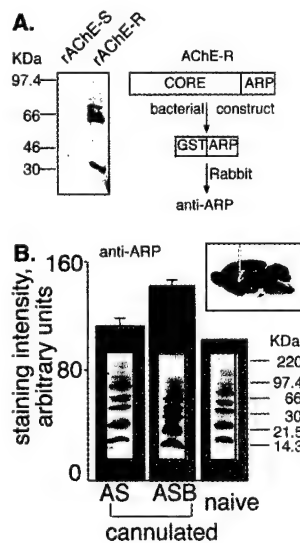 A.
rAChE-S
rAChE-R
KDa
97.4
66
46
30
AChE-R
CORE ARP
bacterial construct
GST ARP
Rabbit
anti-ARP
B.
anti-ARP
staining intensity,
arbitrary units
160
80
0
KDa
220
97.4
66
30
21.5
14.3
AS ASB naive
cannulated